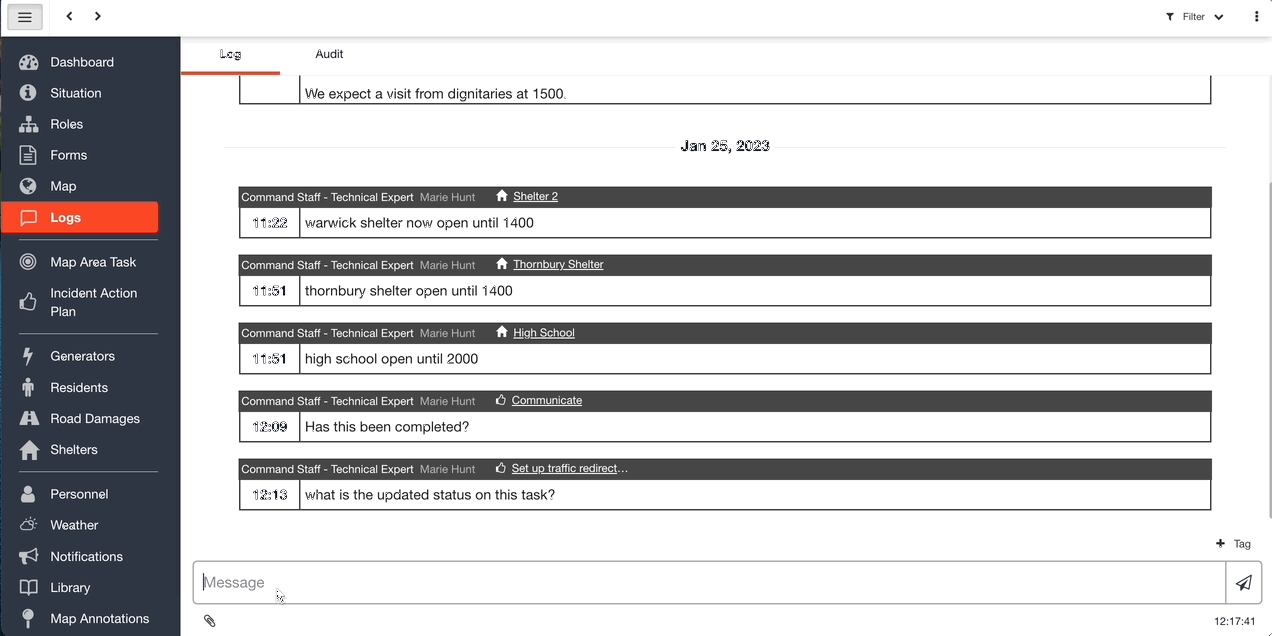 Filter
Dashboard
Situation
Roles
Forms
Map
Logs
Map Area Task
Incident Action
Plan
Generators
Residents
Road Damages
Shelters
Personnel
Weather
Notifications
Library
Map Annotations
Log Audit
We expect a visit from dignitaries at 1500.
Jan 25, 2023
Command Staff - Technical Expert Marie Hunt Shelter 2
11:22 warwick shelter now open until 1400
Command Staff - Technical Expert Marie Hunt Thornbury Shelter
11:51 thornbury shelter open until 1400
Command Staff - Technical Expert Marie Hunt High School
11:51 high school open until 2000
Command Staff - Technical Expert Marie Hunt Communicate
12:09 Has this been completed?
Command Staff - Technical Expert Marie Hunt Set up traffic redirect…
12:13 what is the updated status on this task?
+ Tag
Message
12:17:41